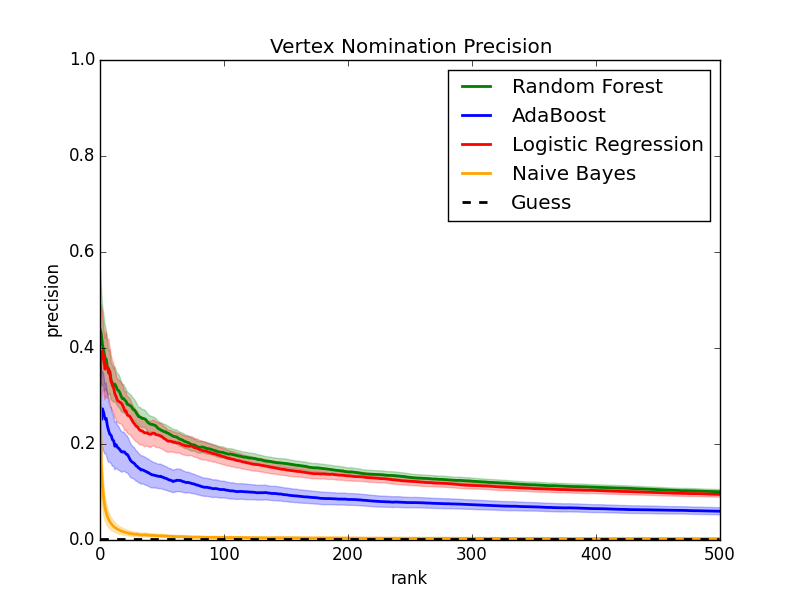 Vertex Nomination Precision
1.0
0.8
0.6
0.4
0.2
0.0
precision
Random Forest
AdaBoost
Logistic Regression
Naive Bayes
Guess
0 100 200 300 400 500
rank